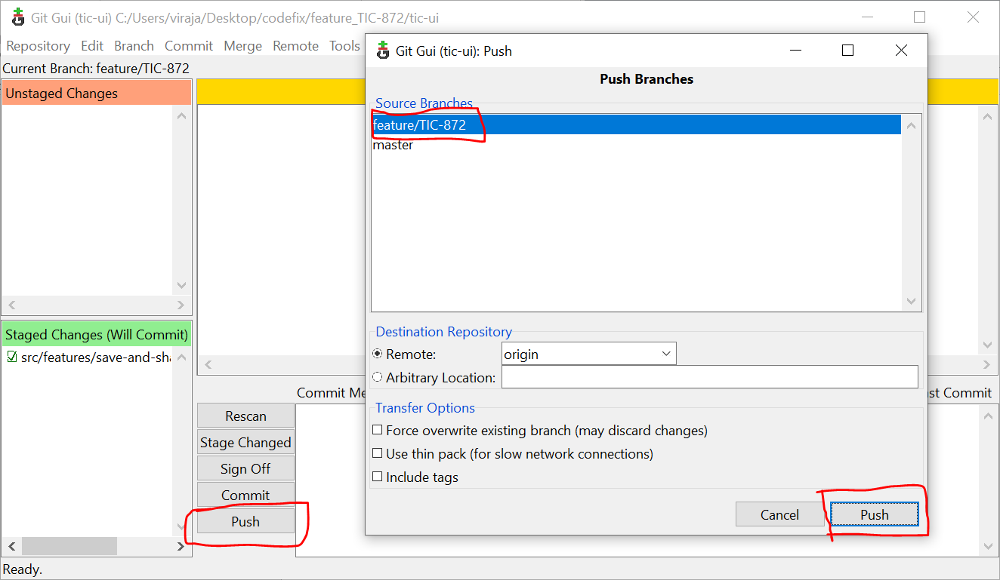 Git Gui (tic-ui) C:/Users/viraja/Desktop/codefix/feature_TIC-872/tic-ui
Repository Edit Branch Commit Merge Remote Tools
Current Branch: feature/TIC-872
Unstaged Changes
Staged Changes (Will Commit)
src/features/save-and-sha
Commit Me
st Commit
Rescan
Stage Changed
Sign Off
Commit
Push
Ready.
Git Gui (tic-ui): Push
Push Branches
Source Branches
feature/TIC-872
master
Destination Repository
Remote: origin
Arbitrary Location:
Transfer Options
Force overwrite existing branch (may discard changes)
Use thin pack (for slow network connections)
Include tags
Cancel Push